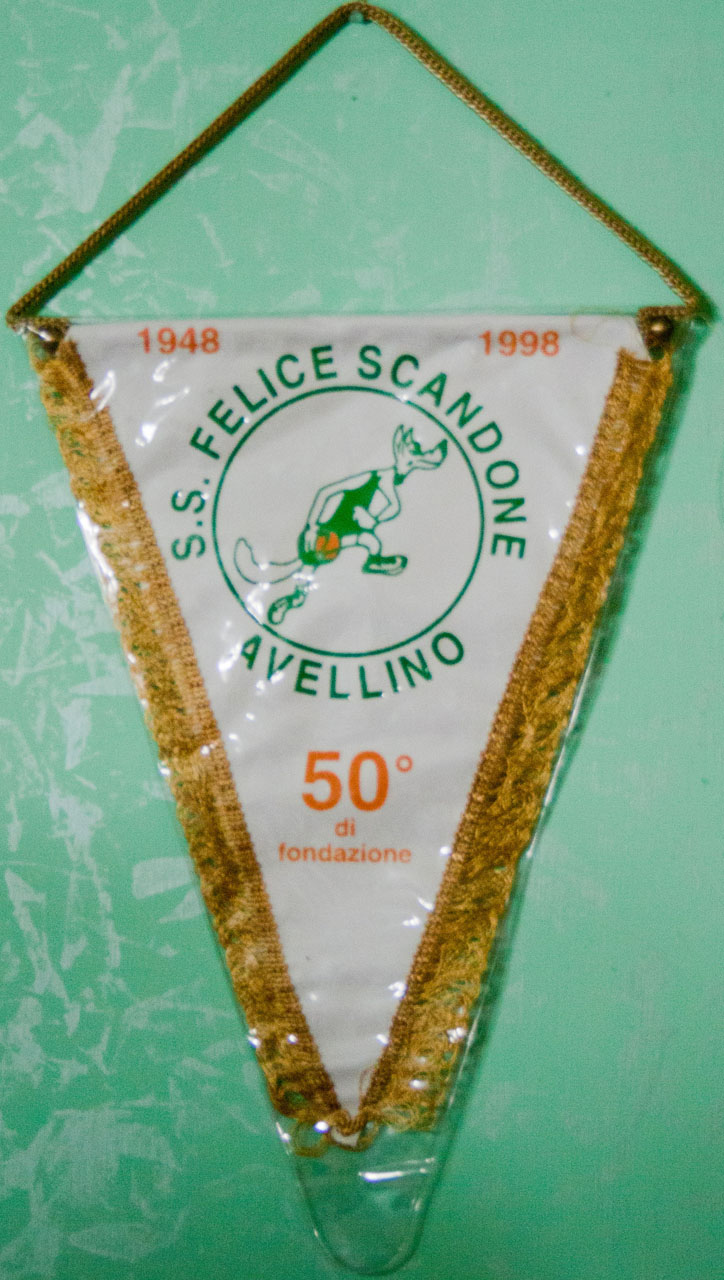 1948 1998
S.S. FELICE SCANDONE
AVELLINO
50°
di
fondazione